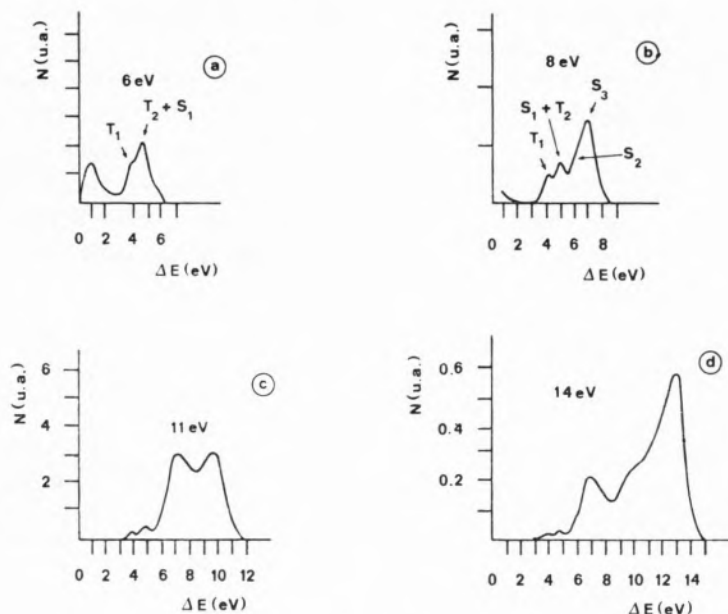 a
N (u.a.)
6 eV
T₂ + S₁
T₁
0 2 4 6
ΔE (eV)
b
N (u.a.)
8 eV
S₃
S₁ + T₂
T₁
S₂
0 2 4 6 8
ΔE (eV)
c
N (u.a.)
6
4
2
11 eV
0 2 4 6 8 10 12
ΔE (eV)
d
N (u.a.)
0.6
0.4
0.2
14 eV
0 2 4 6 8 10 12 14
ΔE (eV)